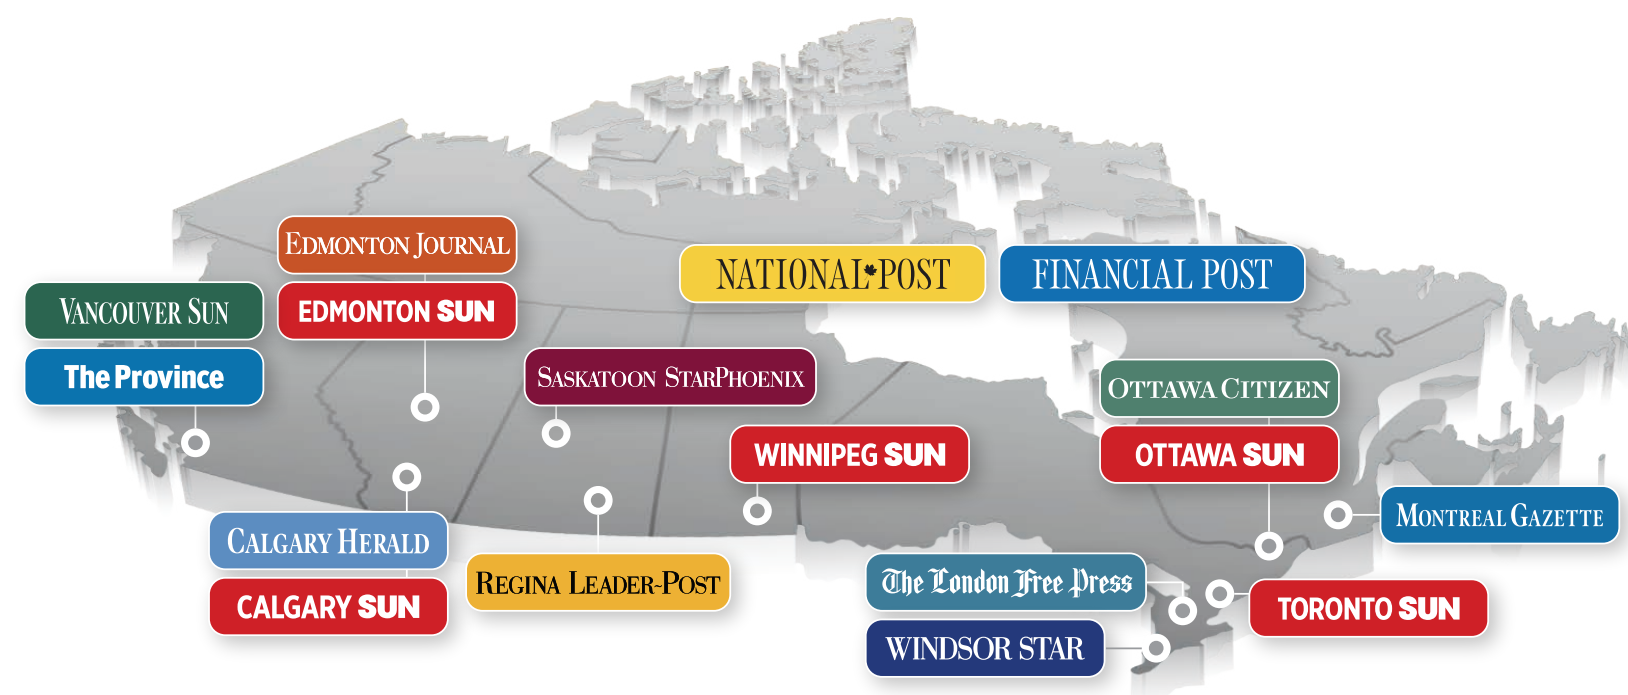 EDMONTON JOURNAL
NATIONAL POST
FINANCIAL POST
VANCOUVER SUN
EDMONTON SUN
The Province
SASKATOON STARPHOENIX
OTTAWA CITIZEN
WINNIPEG SUN
OTTAWA SUN
MONTREAL GAZETTE
CALGARY HERALD
REGINA LEADER-POST
The London Free Press
CALGARY SUN
TORONTO SUN
WINDSOR STAR